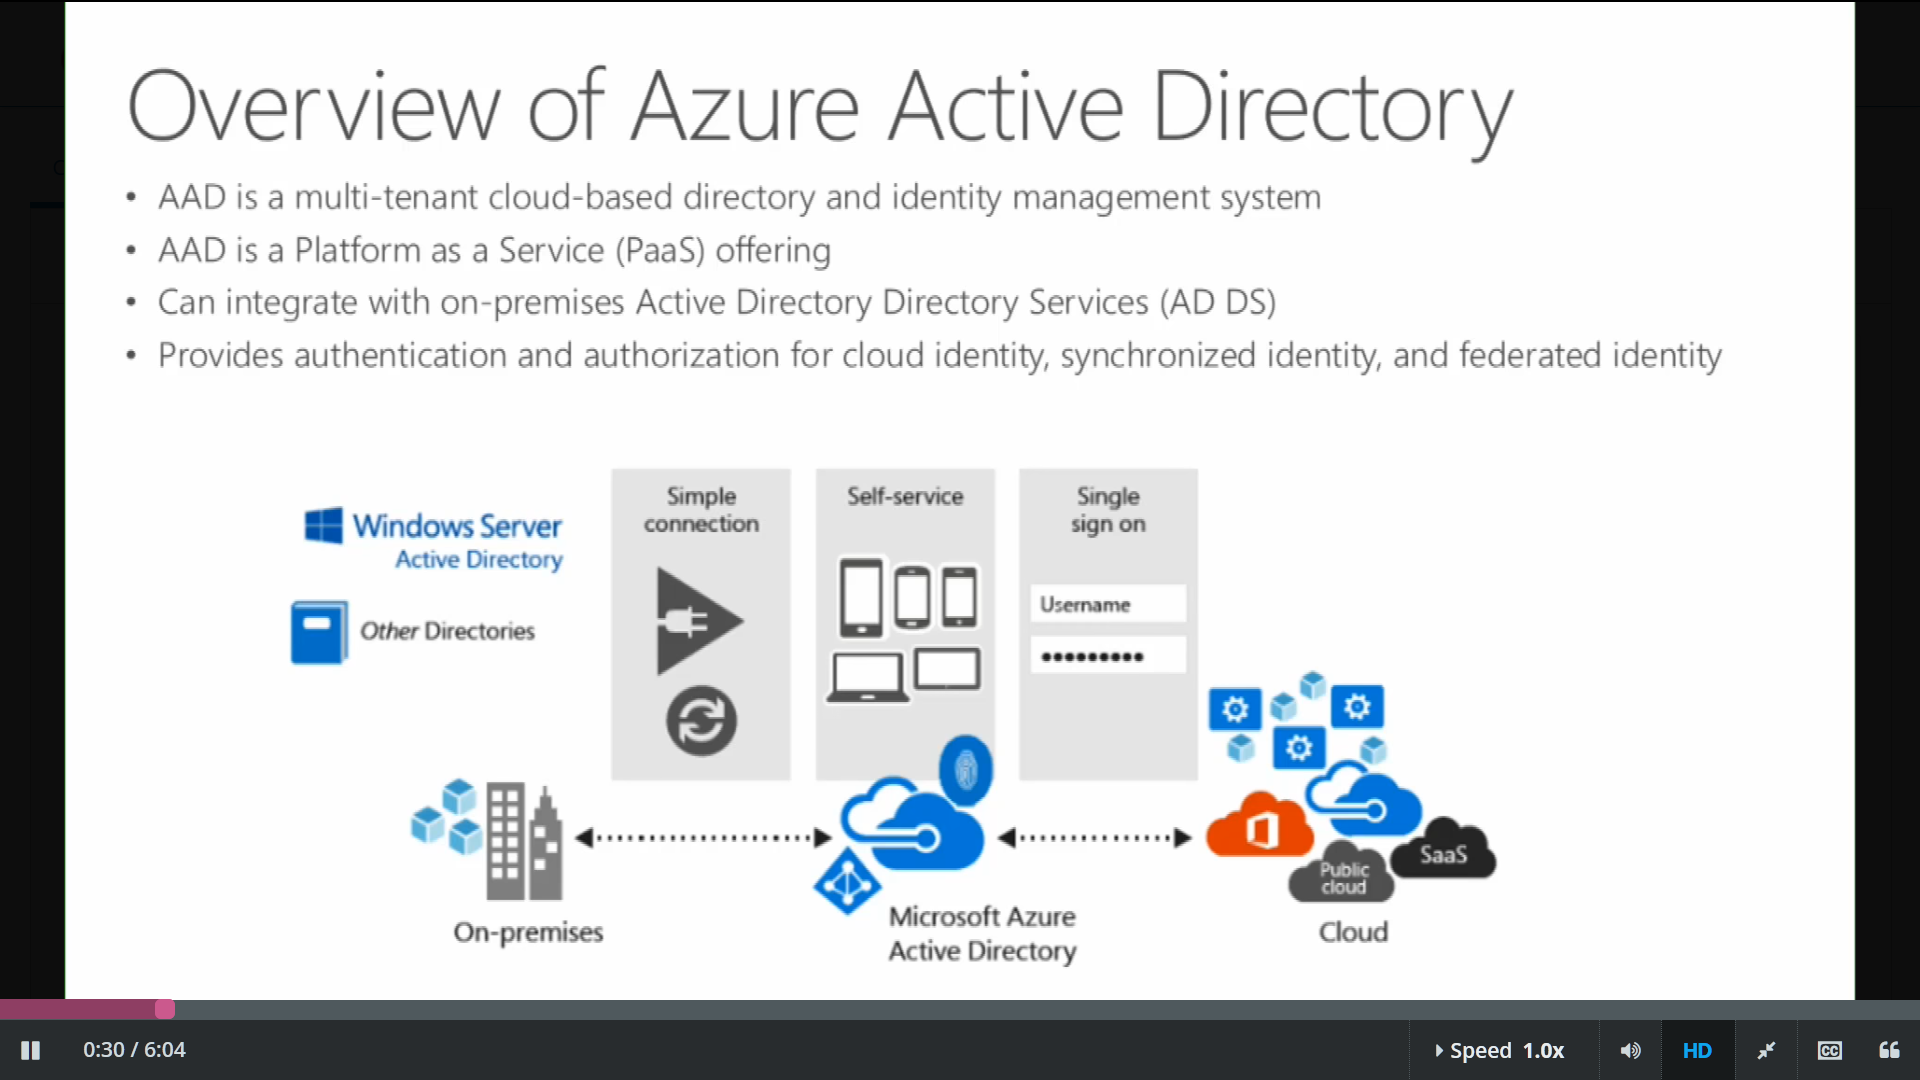 Overview of Azure Active Directory
• AAD is a multi-tenant cloud-based directory and identity management system
• AAD is a Platform as a Service (PaaS) offering
• Can integrate with on-premises Active Directory Directory Services (AD DS)
• Provides authentication and authorization for cloud identity, synchronized identity, and federated identity
Windows Server
Active Directory
Other Directories
Simple
connection
Self-service
Single
sign on
Username
•••••••••
Public
cloud
SaaS
On-premises
Microsoft Azure
Active Directory
Cloud
0:30 / 6:04
Speed 1.0x
HD
CC